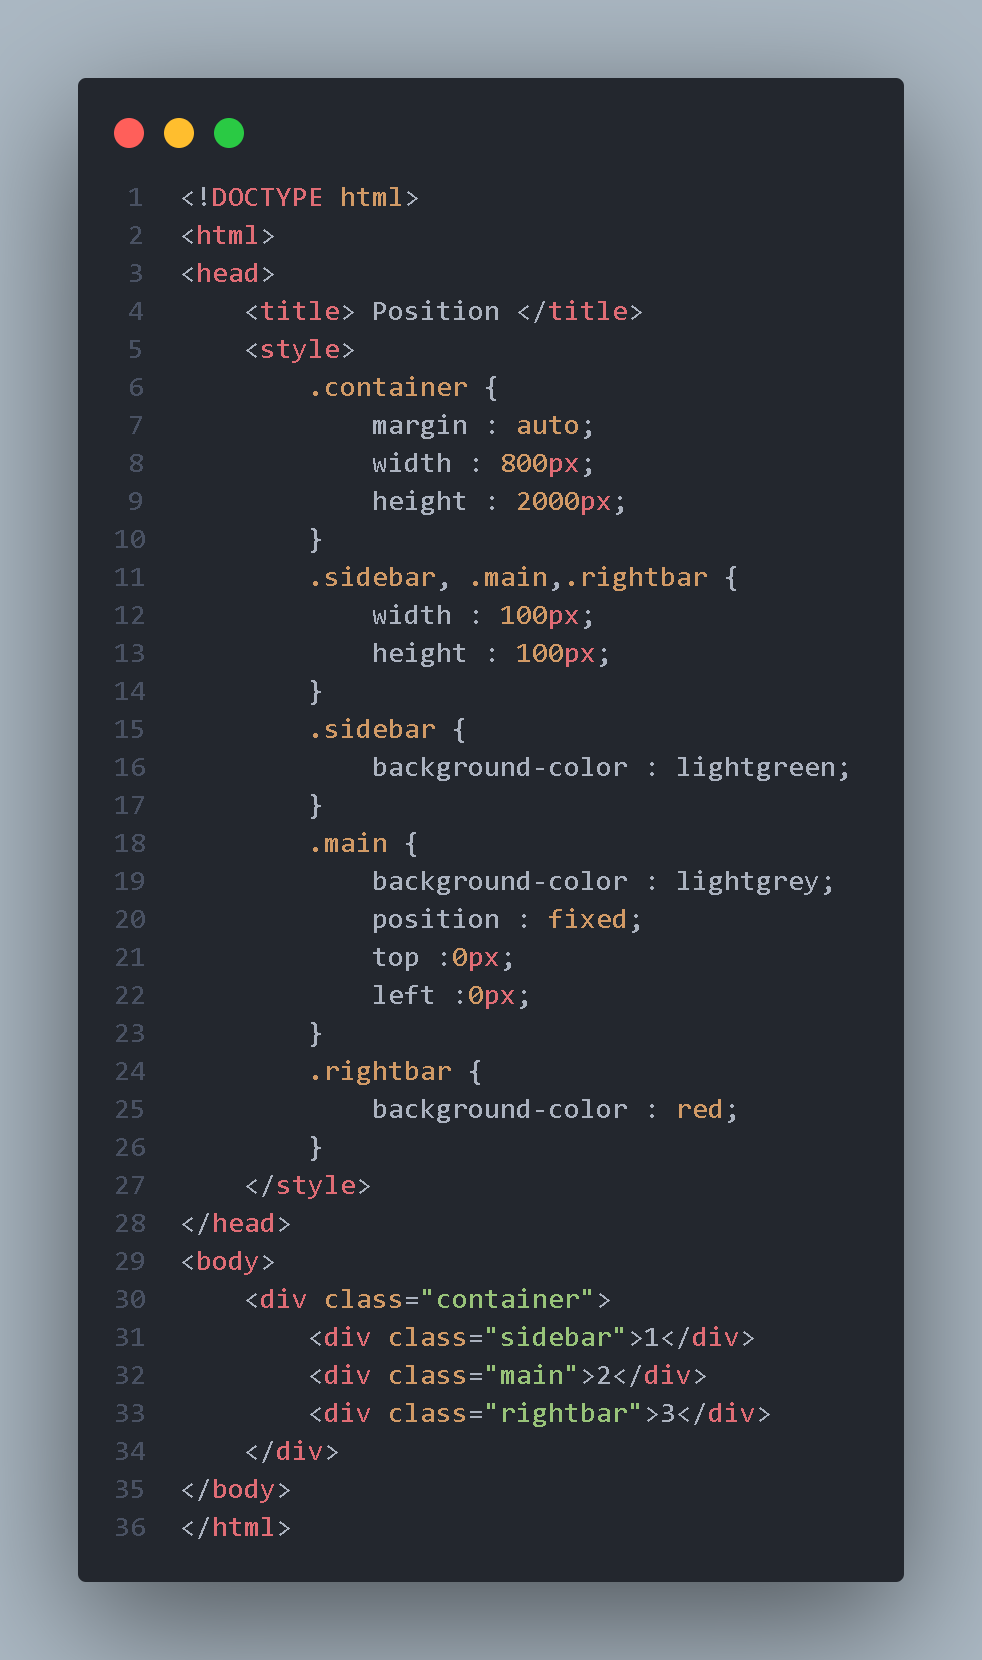 1 <!DOCTYPE html>
2 <html>
3 <head>
4     <title> Position </title>
5     <style>
6         .container {
7             margin : auto;
8             width : 800px;
9             height : 2000px;
10         }
11         .sidebar, .main,.rightbar {
12             width : 100px;
13             height : 100px;
14         }
15         .sidebar {
16             background-color : lightgreen;
17         }
18         .main {
19             background-color : lightgrey;
20             position : fixed;
21             top :0px;
22             left :0px;
23         }
24         .rightbar {
25             background-color : red;
26         }
27     </style>
28 </head>
29 <body>
30     <div class="container">
31         <div class="sidebar">1</div>
32         <div class="main">2</div>
33         <div class="rightbar">3</div>
34     </div>
35 </body>
36 </html>